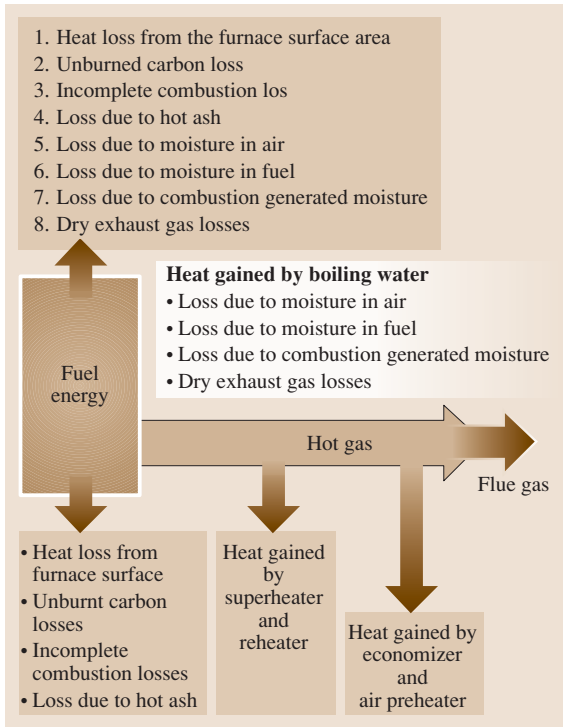 1. Heat loss from the furnace surface area
2. Unburned carbon loss
3. Incomplete combustion los
4. Loss due to hot ash
5. Loss due to moisture in air
6. Loss due to moisture in fuel
7. Loss due to combustion generated moisture
8. Dry exhaust gas losses
Heat gained by boiling water
• Loss due to moisture in air
• Loss due to moisture in fuel
• Loss due to combustion generated moisture
• Dry exhaust gas losses
Fuel
energy
Hot gas
Flue gas
• Heat loss from
furnace surface
• Unburnt carbon
losses
• Incomplete
combustion losses
• Loss due to hot ash
Heat gained
by
superheater
and
reheater
Heat gained by
economizer
and
air preheater